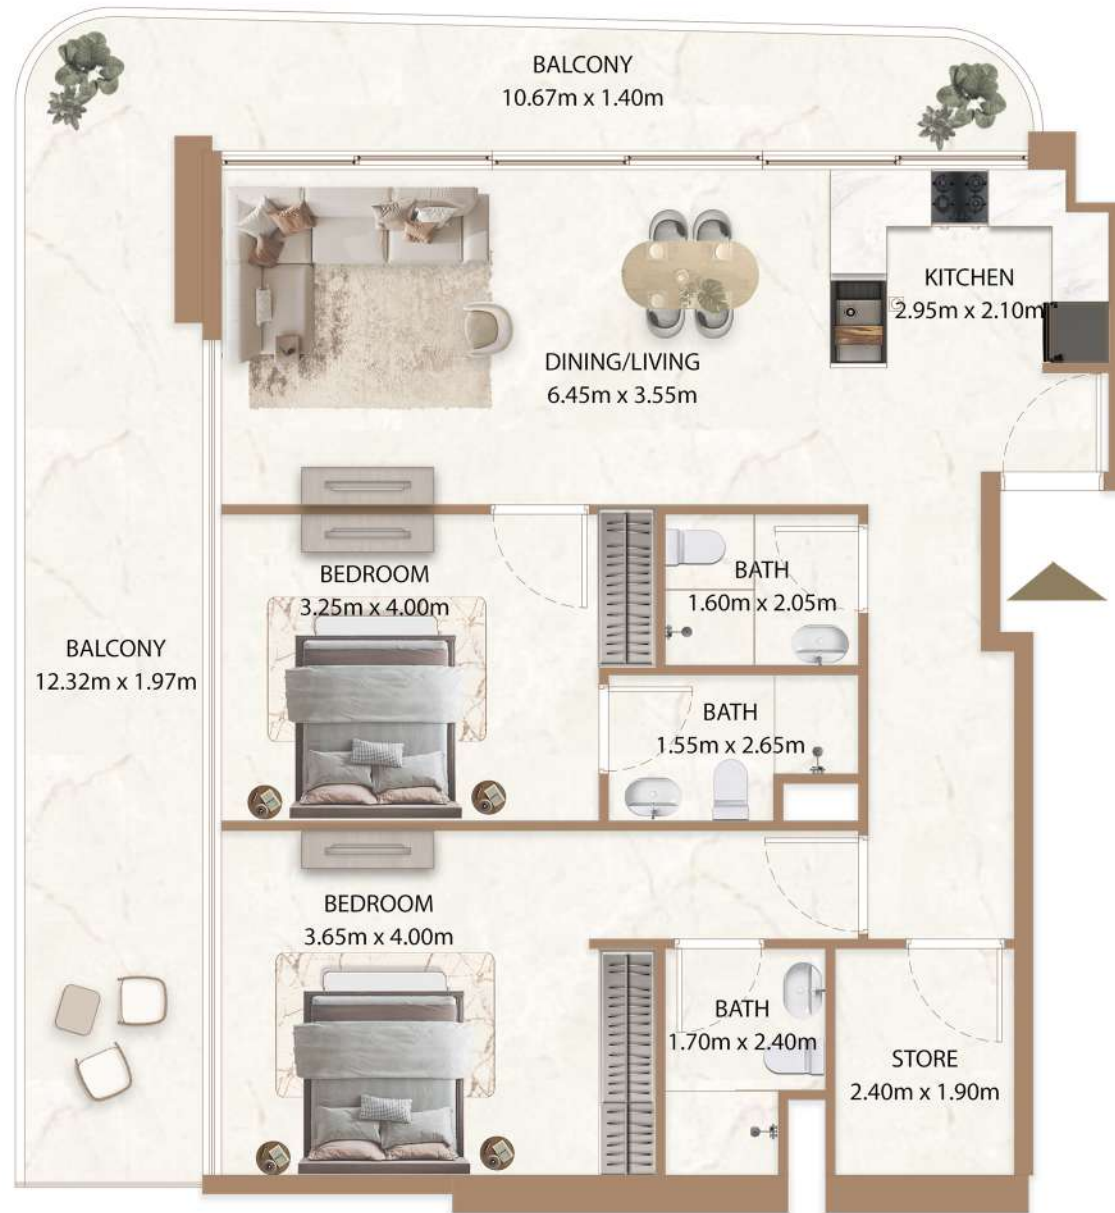 BALCONY
10.67m x 1.40m
KITCHEN
2.95m x 2.10m
DINING/LIVING
6.45m x 3.55m
BEDROOM
3.25m x 4.00m
BATH
1.60m x 2.05m
BALCONY
12.32m x 1.97m
BATH
1.55m x 2.65m
BEDROOM
3.65m x 4.00m
BATH
1.70m x 2.40m
STORE
2.40m x 1.90m